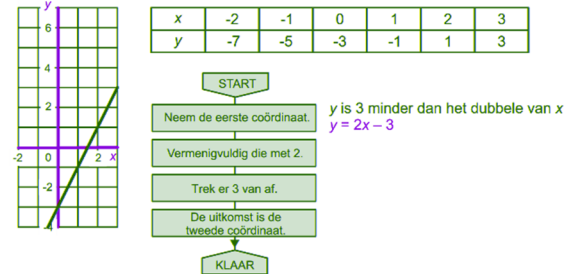 y
6
4
2
-2 0 2 x
-2
-4
x -2 -1 0 1 2 3
y -7 -5 -3 -1 1 3
START
Neem de eerste coördinaat.
Vermenigvuldig die met 2.
Trek er 3 van af.
De uitkomst is de
tweede coördinaat.
KLAAR
y is 3 minder dan het dubbele van x
y = 2x – 3